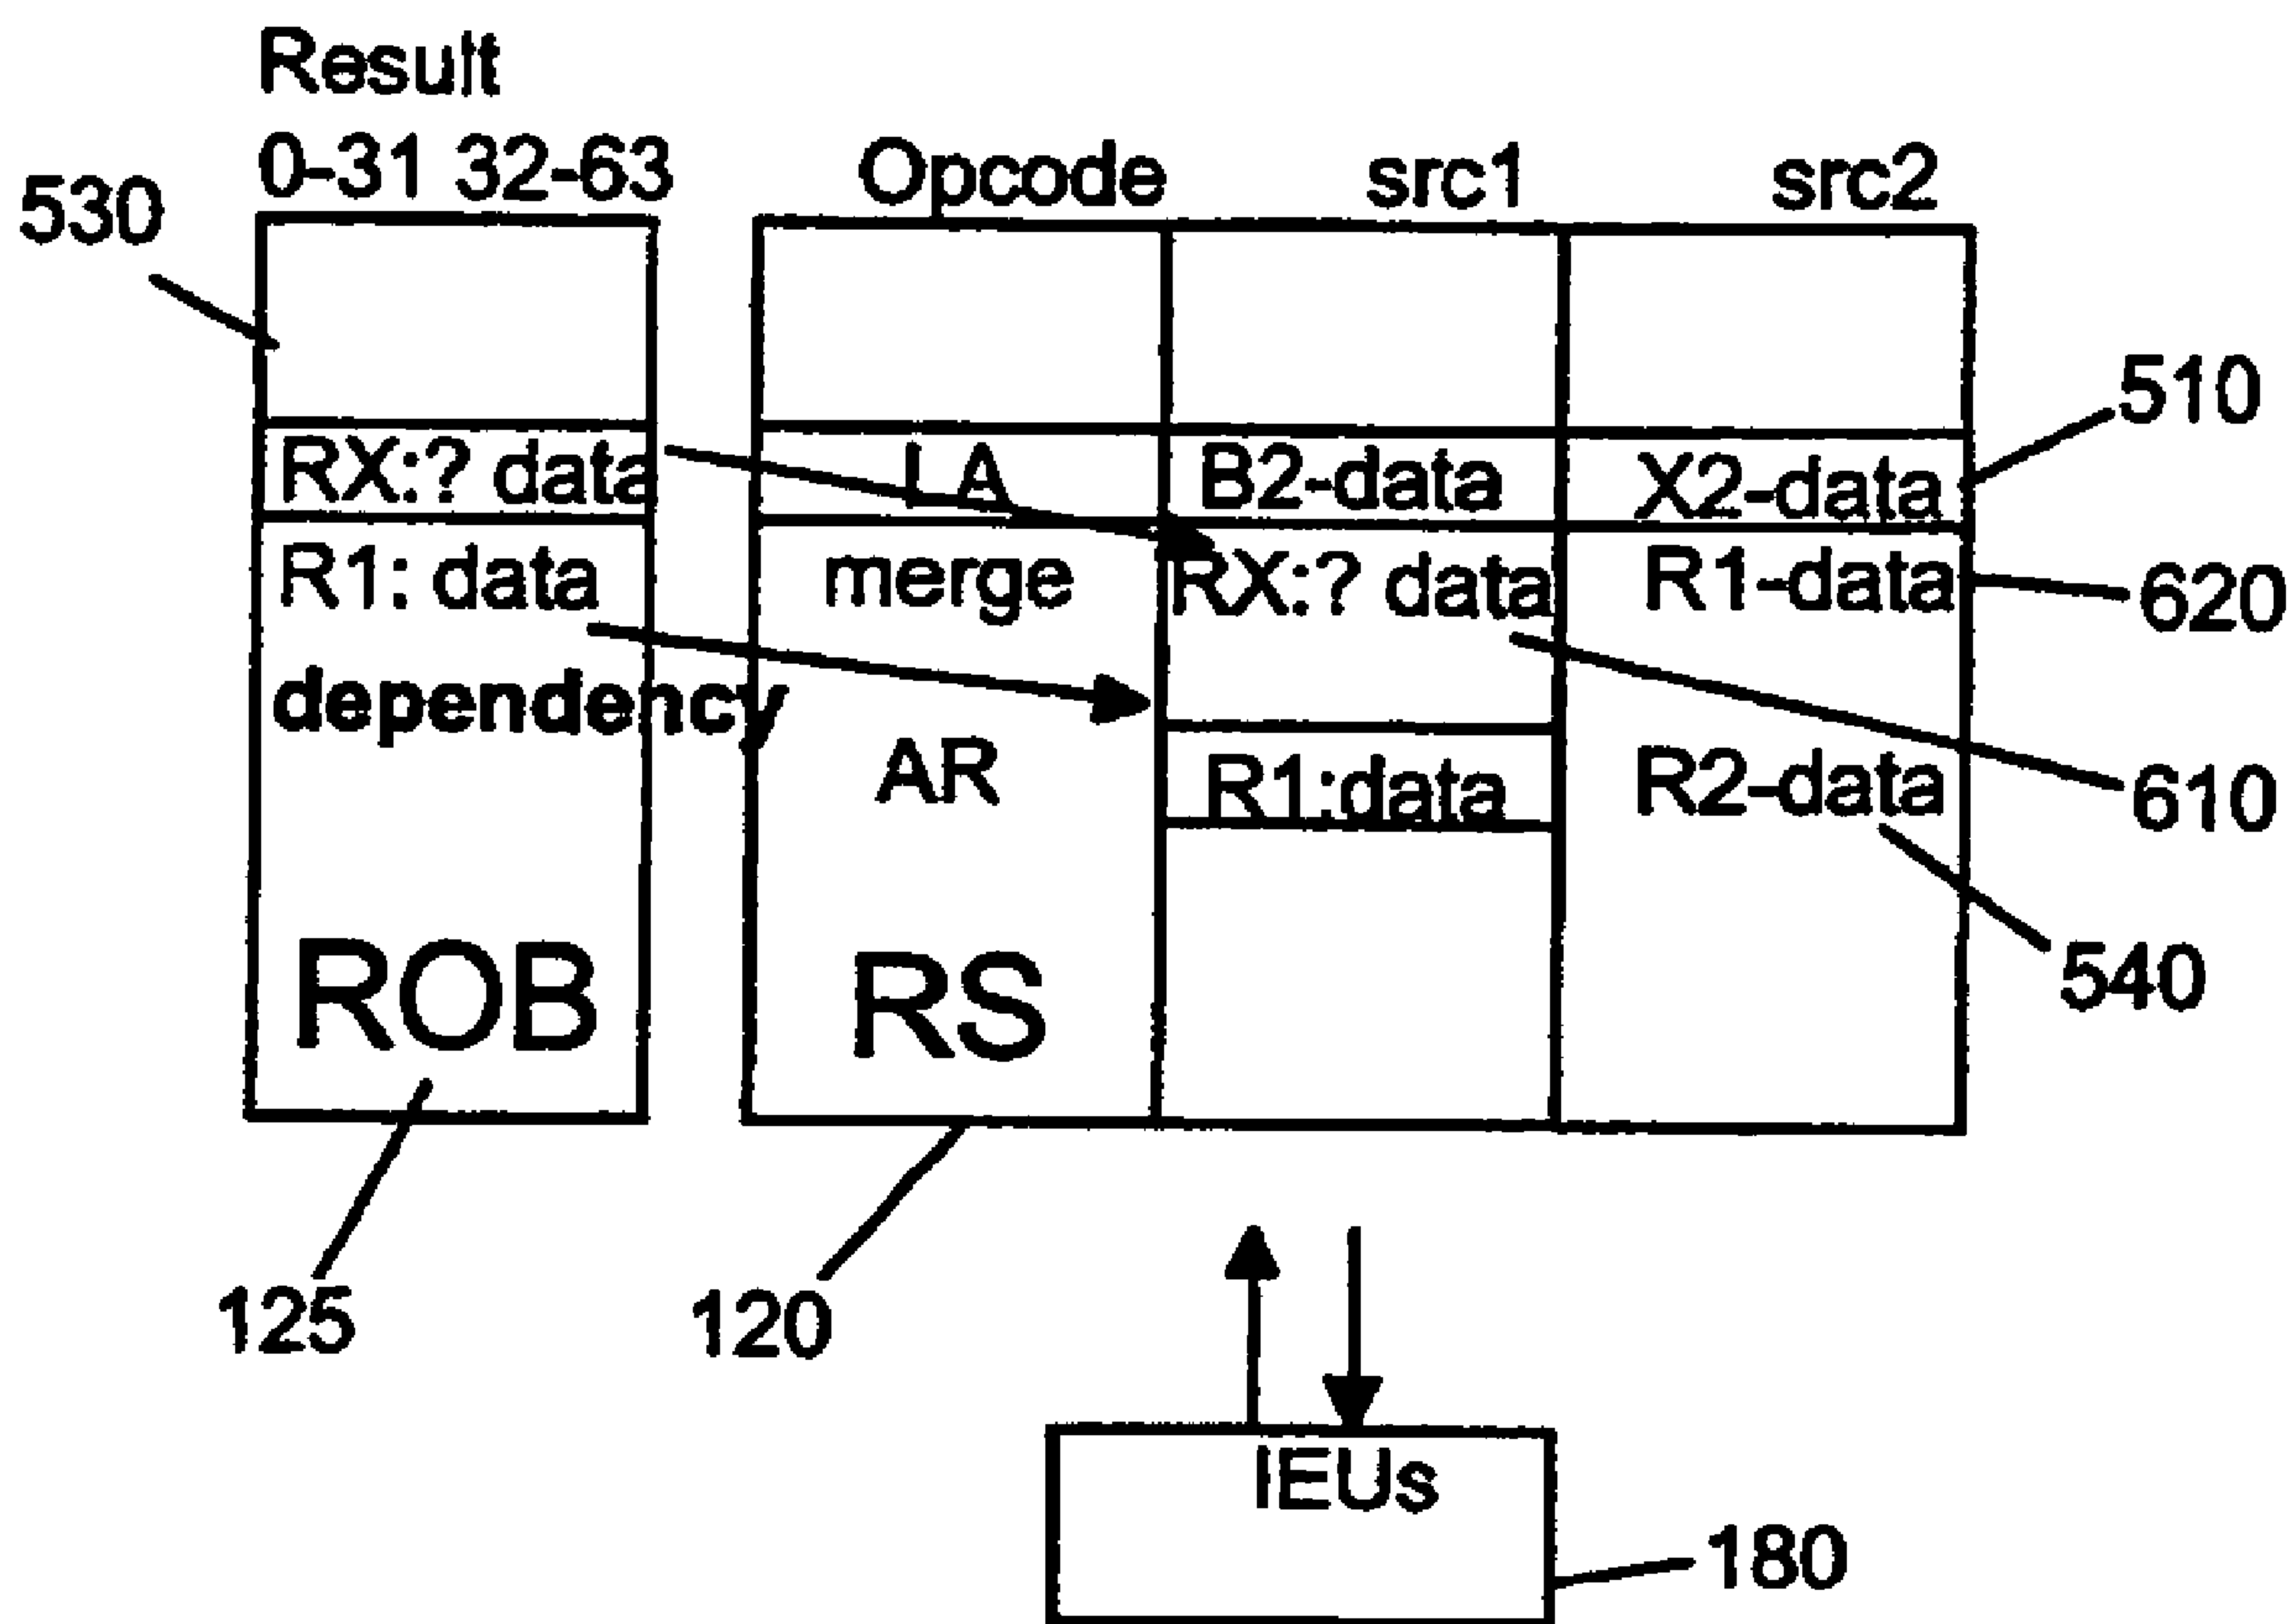 Result
0-31 32-63
Opcode src1 src2
530
510
RX:? data LA B2-data X2-data
R1: data merge RX:? data R1-data
620
dependency
AR R1:data R2-data
610
540
ROB RS
125 120
IEUs
180